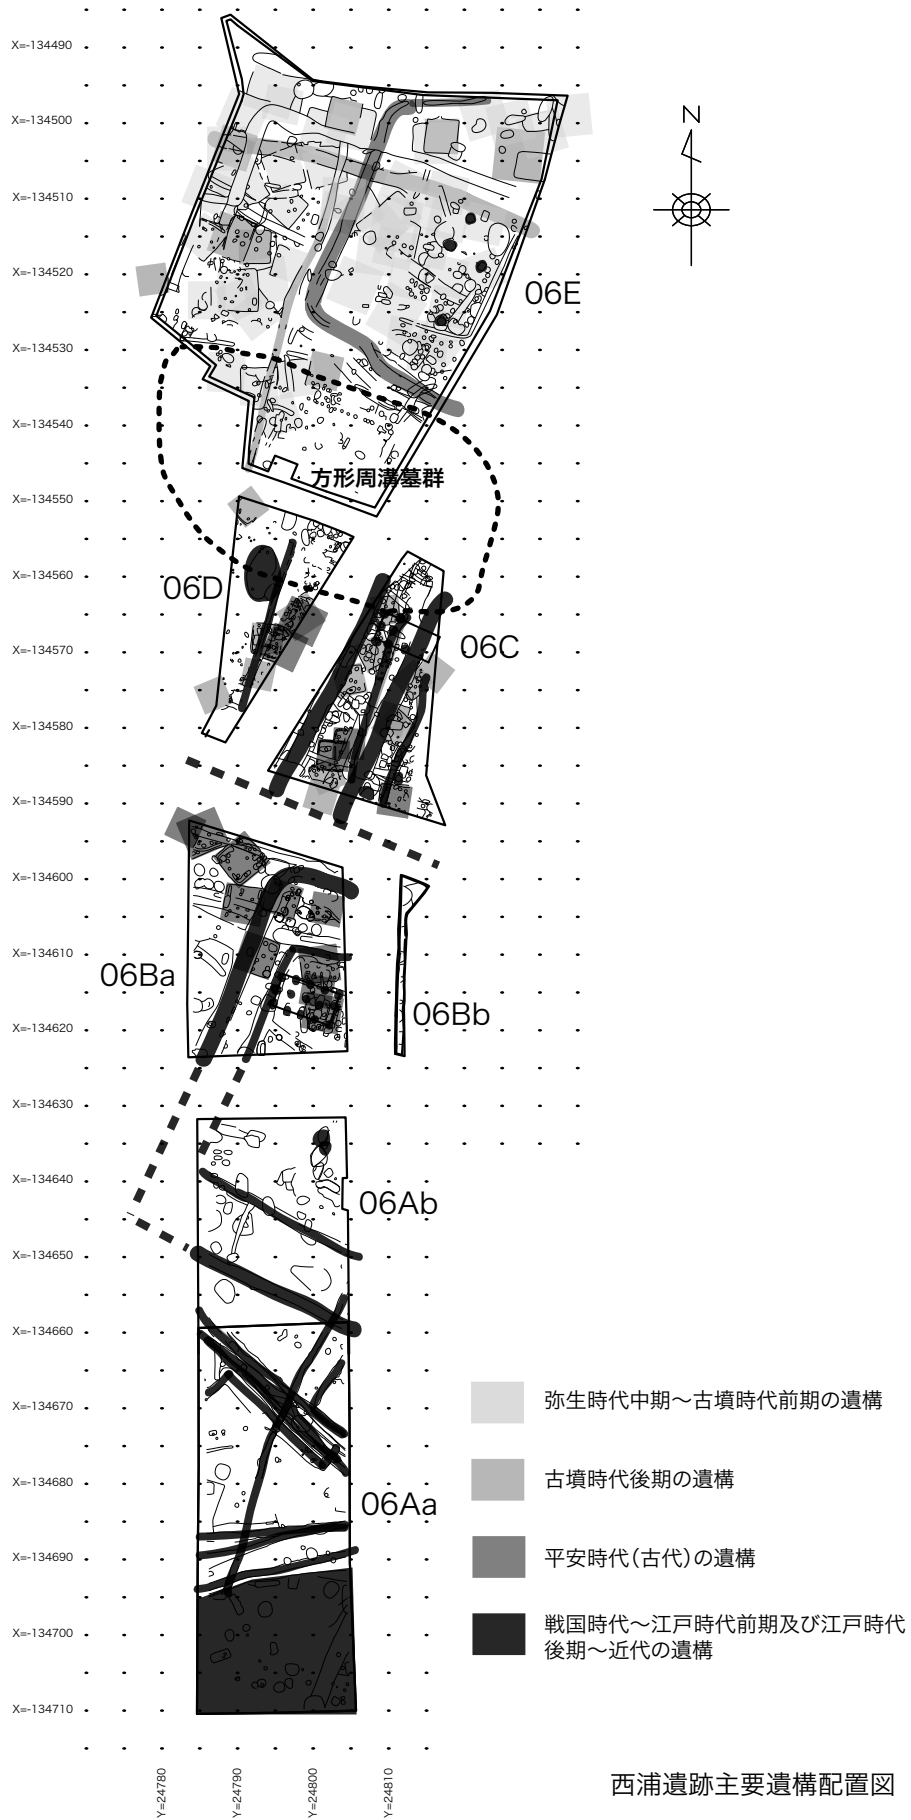 X=-134490
N
X=-134500
X=-134510
X=-134520
06E
X=-134530
X=-134540
方形周溝墓群
X=-134550
X=-134560
06D
X=-134570
06C
X=-134580
X=-134590
X=-134600
X=-134610
06Ba
06Bb
X=-134620
X=-134630
X=-134640
06Ab
X=-134650
X=-134660
弥生時代中期〜古墳時代前期の遺構
X=-134670
古墳時代後期の遺構
X=-134680
06Aa
X=-134690
平安時代(古代)の遺構
戦国時代〜江戸時代前期及び江戸時代
後期〜近代の遺構
X=-134700
X=-134710
Y=24780
Y=24790
Y=24800
Y=24810
西浦遺跡主要遺構配置図